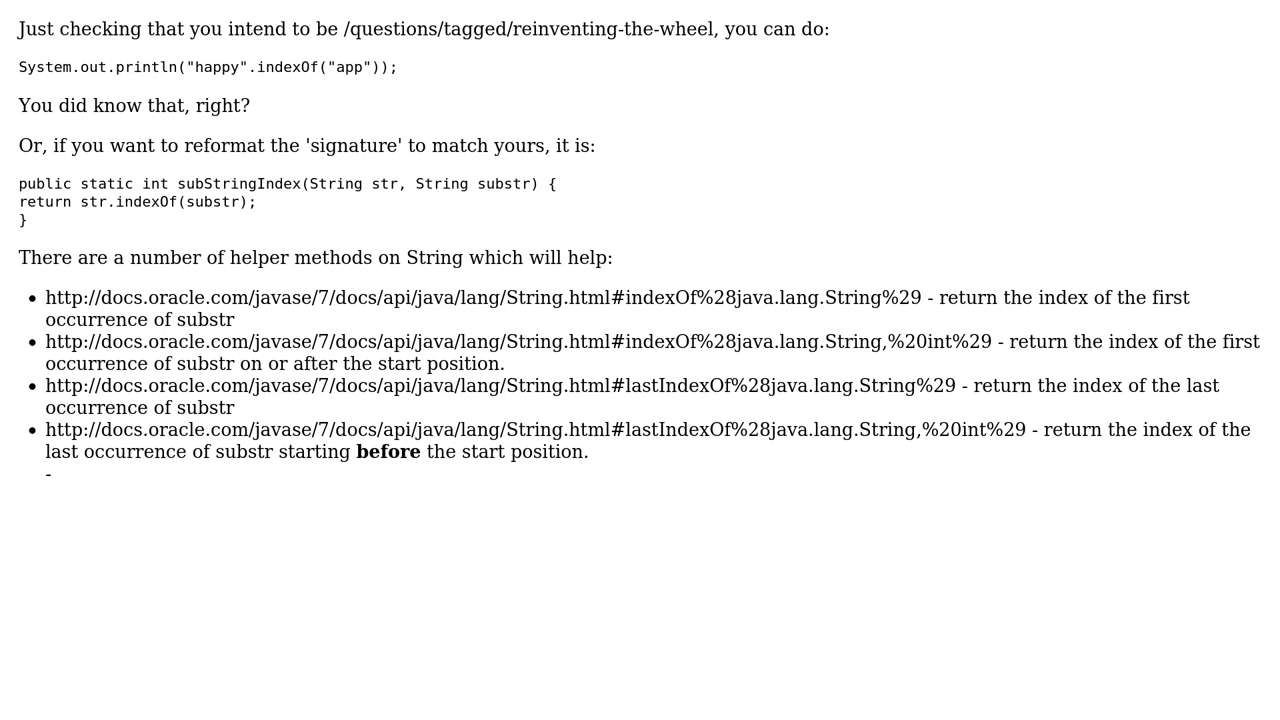 Just checking that you intend to be /questions/tagged/reinventing-the-wheel, you can do:
System.out.println("happy".indexOf("app"));
You did know that, right?
Or, if you want to reformat the 'signature' to match yours, it is:
public static int subStringIndex(String str, String substr) {
return str.indexOf(substr);
}
There are a number of helper methods on String which will help:
• http://docs.oracle.com/javase/7/docs/api/java/lang/String.html#indexOf%28java.lang.String%29 - return the index of the first
occurrence of substr
• http://docs.oracle.com/javase/7/docs/api/java/lang/String.html#indexOf%28java.lang.String,%20int%29 - return the index of the first
occurrence of substr on or after the start position.
• http://docs.oracle.com/javase/7/docs/api/java/lang/String.html#lastIndexOf%28java.lang.String%29 - return the index of the last
occurrence of substr
• http://docs.oracle.com/javase/7/docs/api/java/lang/String.html#lastIndexOf%28java.lang.String,%20int%29 - return the index of the
last occurrence of substr starting before the start position.
-